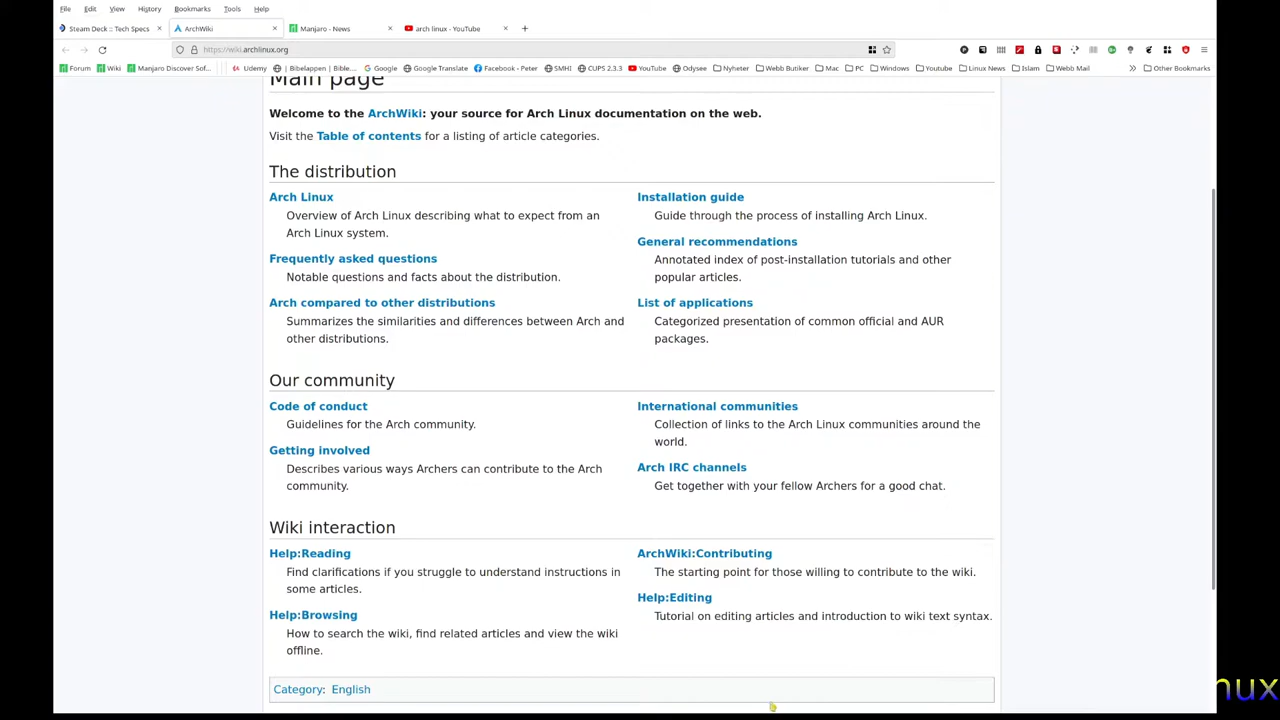 File Edit View History Bookmarks Tools Help
Steam Deck :: Tech Specs ArchWiki Manjaro - News arch linux - YouTube
https://wiki.archlinux.org
Forum Wiki Manjaro Discover Sof... Udemy Bibelappen | Bible... Google Google Translate Facebook - Peter SMHI CUPS 2.3.3 YouTube Odysee Nyheter Webb Butiker Mac PC Windows Youtube Linux News Islam Webb Mail Other Bookmarks
Main page
Welcome to the ArchWiki: your source for Arch Linux documentation on the web.
Visit the Table of contents for a listing of article categories.
The distribution
Arch Linux
Overview of Arch Linux describing what to expect from an
Arch Linux system.
Frequently asked questions
Notable questions and facts about the distribution.
Arch compared to other distributions
Summarizes the similarities and differences between Arch and
other distributions.
Installation guide
Guide through the process of installing Arch Linux.
General recommendations
Annotated index of post-installation tutorials and other
popular articles.
List of applications
Categorized presentation of common official and AUR
packages.
Our community
Code of conduct
Guidelines for the Arch community.
Getting involved
Describes various ways Archers can contribute to the Arch
community.
International communities
Collection of links to the Arch Linux communities around the
world.
Arch IRC channels
Get together with your fellow Archers for a good chat.
Wiki interaction
Help:Reading
Find clarifications if you struggle to understand instructions in
some articles.
Help:Browsing
How to search the wiki, find related articles and view the wiki
offline.
ArchWiki:Contributing
The starting point for those willing to contribute to the wiki.
Help:Editing
Tutorial on editing articles and introduction to wiki text syntax.
Category: English
nux